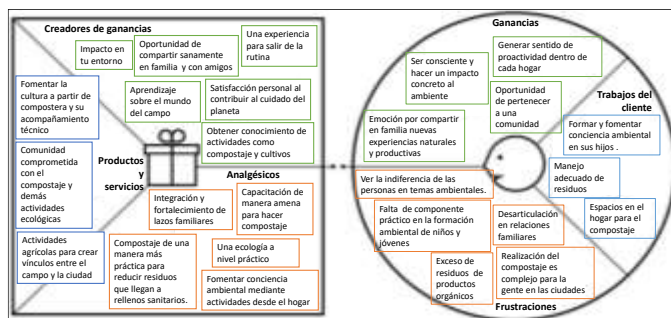 Creadores de ganancias
Impacto en
tu entorno
Oportunidad de
compartir sanamente
en familia y con amigos
Una experiencia
para salir de la
rutina
Fomentar la
cultura a partir de
compostera y su
acompañamiento
técnico
Aprendizaje
sobre el mundo
del campo
Satisfacción personal al
contribuir al cuidado del
planeta
Obtener conocimiento de
actividades como
compostaje y cultivos
Comunidad
comprometida
con el
compostaje y
demás
actividades
ecológicas
Productos
y
servicios
Analgésicos
Integración y
fortalecimiento de
lazos familiares
Capacitación de
manera amena para
hacer
compostaje
Actividades
agrícolas para crear
vínculos entre el
campo y la ciudad
Compostaje de una
manera más
práctica para
reducir residuos
que llegan a
rellenos sanitarios.
Una ecología a
nivel práctico
Fomentar conciencia
ambiental mediante
actividades desde el hogar
Ganancias
Generar sentido de
proactividad dentro de
cada hogar
Ser consciente y
hacer un impacto
concreto al
ambiente
Oportunidad
de pertenecer
a una
comunidad
Emoción por compartir
en familia nuevas
experiencias naturales
y productivas
Trabajos del
cliente
Formar y fomentar
conciencia ambiental
en sus hijos .
Manejo
adecuado de
residuos
Espacios en
el hogar para el
compostaje
Ver la indiferencia de las
personas en temas ambientales.
Falta de componente
práctico en la formación
ambiental de niños y
jóvenes
Desarticulación
en relaciones
familiares
Exceso de
residuos de
productos
orgánicos
Realización del
compostaje es
complejo para la
gente en las ciudades
Frustraciones